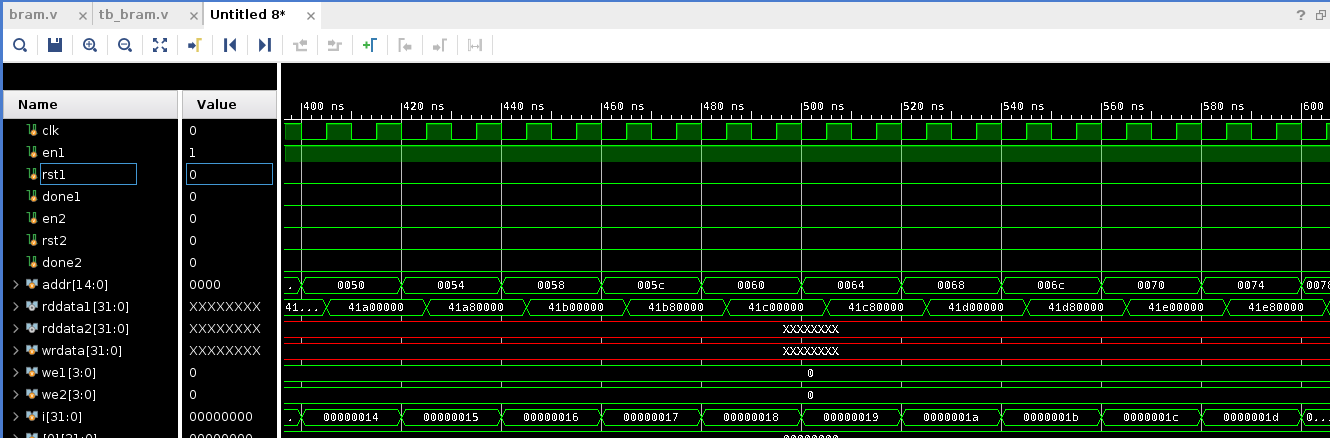 bram.v × tb_bram.v × Untitled 8* × ?
Name Value 400 ns 420 ns 440 ns 460 ns 480 ns 500 ns 520 ns 540 ns 560 ns 580 ns 600
clk 0
en1 1
rst1 0
done1 0
en2 0
rst2 0
done2 0
addr[14:0] 0000 . 0050 0054 0058 005c 0060 0064 0068 006c 0070 0074 0078
rddata1[31:0] XXXXXXXX 41... 41a00000 41a80000 41b00000 41b80000 41c00000 41c80000 41d00000 41d80000 41e00000 41e80000
rddata2[31:0] XXXXXXXX XXXXXXXX
wrdata[31:0] XXXXXXXX XXXXXXXX
we1[3:0] 0 0
we2[3:0] 0 0
i[31:0] 00000000 . 00000014 00000015 00000016 00000017 00000018 00000019 0000001a 0000001b 0000001c 0000001d 0...